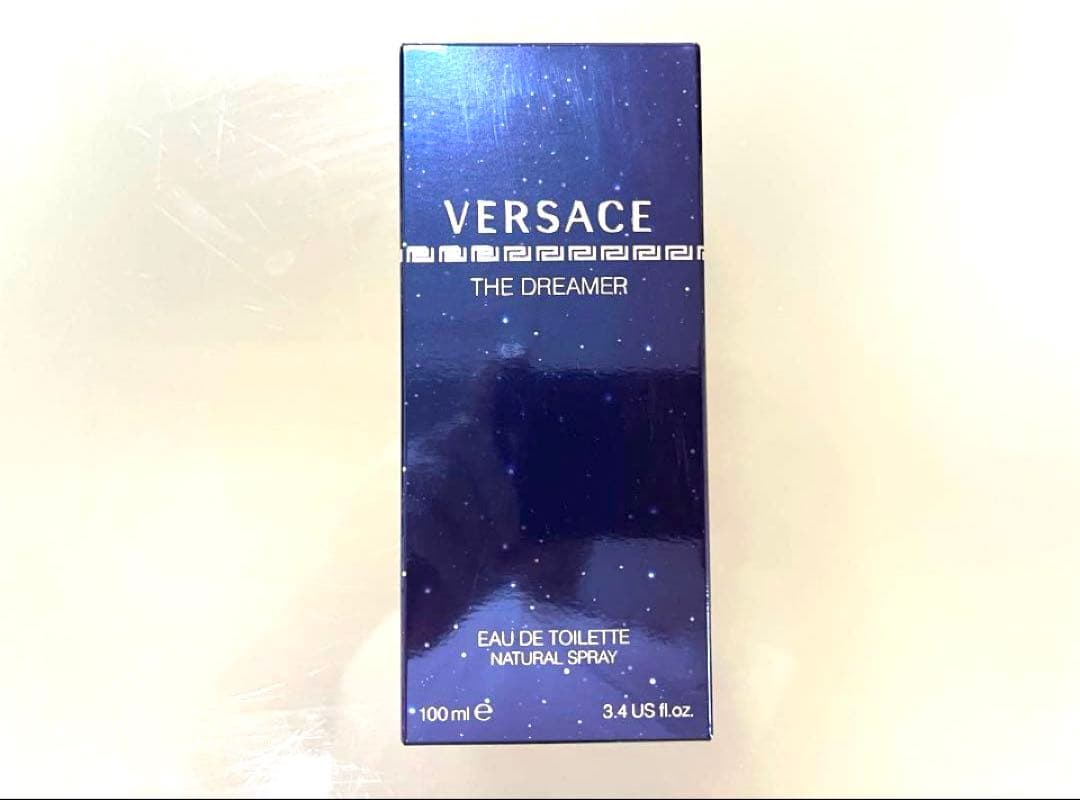 VERSACE
THE DREAMER
EAU DE TOILETTE
NATURAL SPRAY
100 ml ℮ 3.4 US fl.oz.